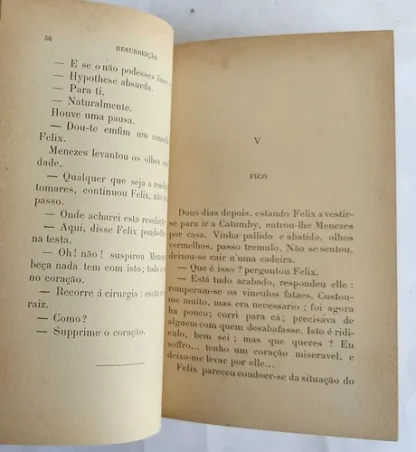 56
RESURREIÇÃO
— E se o não podesses
— Hypothese absurda.
— Para ti.
— Naturalmente.
Houve uma pausa.
— Dou-te emfim um
Felix.
Menezes levantou os olhos
dade.
— Qualquer que seja a
tomares, continuou Felix,
passo.
— Onde acharei esta
— Aqui, disse Felix
na testa.
— Oh! não! suspirou
beça nada tem com isto;
no coração.
— Recorre á cirurgia:
raiz.
— Como?
— Supprime o coração.
V
FICO
Dous dias depois, estando Felix a vestir-
se para ir a Catumby, entrou-lhe Menezes
por casa. Vinha pallido e abatido, olhos
vermelhos, passo tremulo. Não se sentou,
deixou-se cair n'uma cadeira.
— Que é isso? perguntou Felix.
— Está tudo acabado, respondeu elle:
romperam-se os vinculos fataes. Custou-
me muito, mas era necessario; foi agora
ha pouco; corri para cá; precisava de
alguem com quem desabafasse. Isto é ridi-
culo, bem sei; mas que queres? Eu
soffro... tenho um coração miseravel, e
deixo-me levar por elle...
Felix pareceu condoer-se da situação do